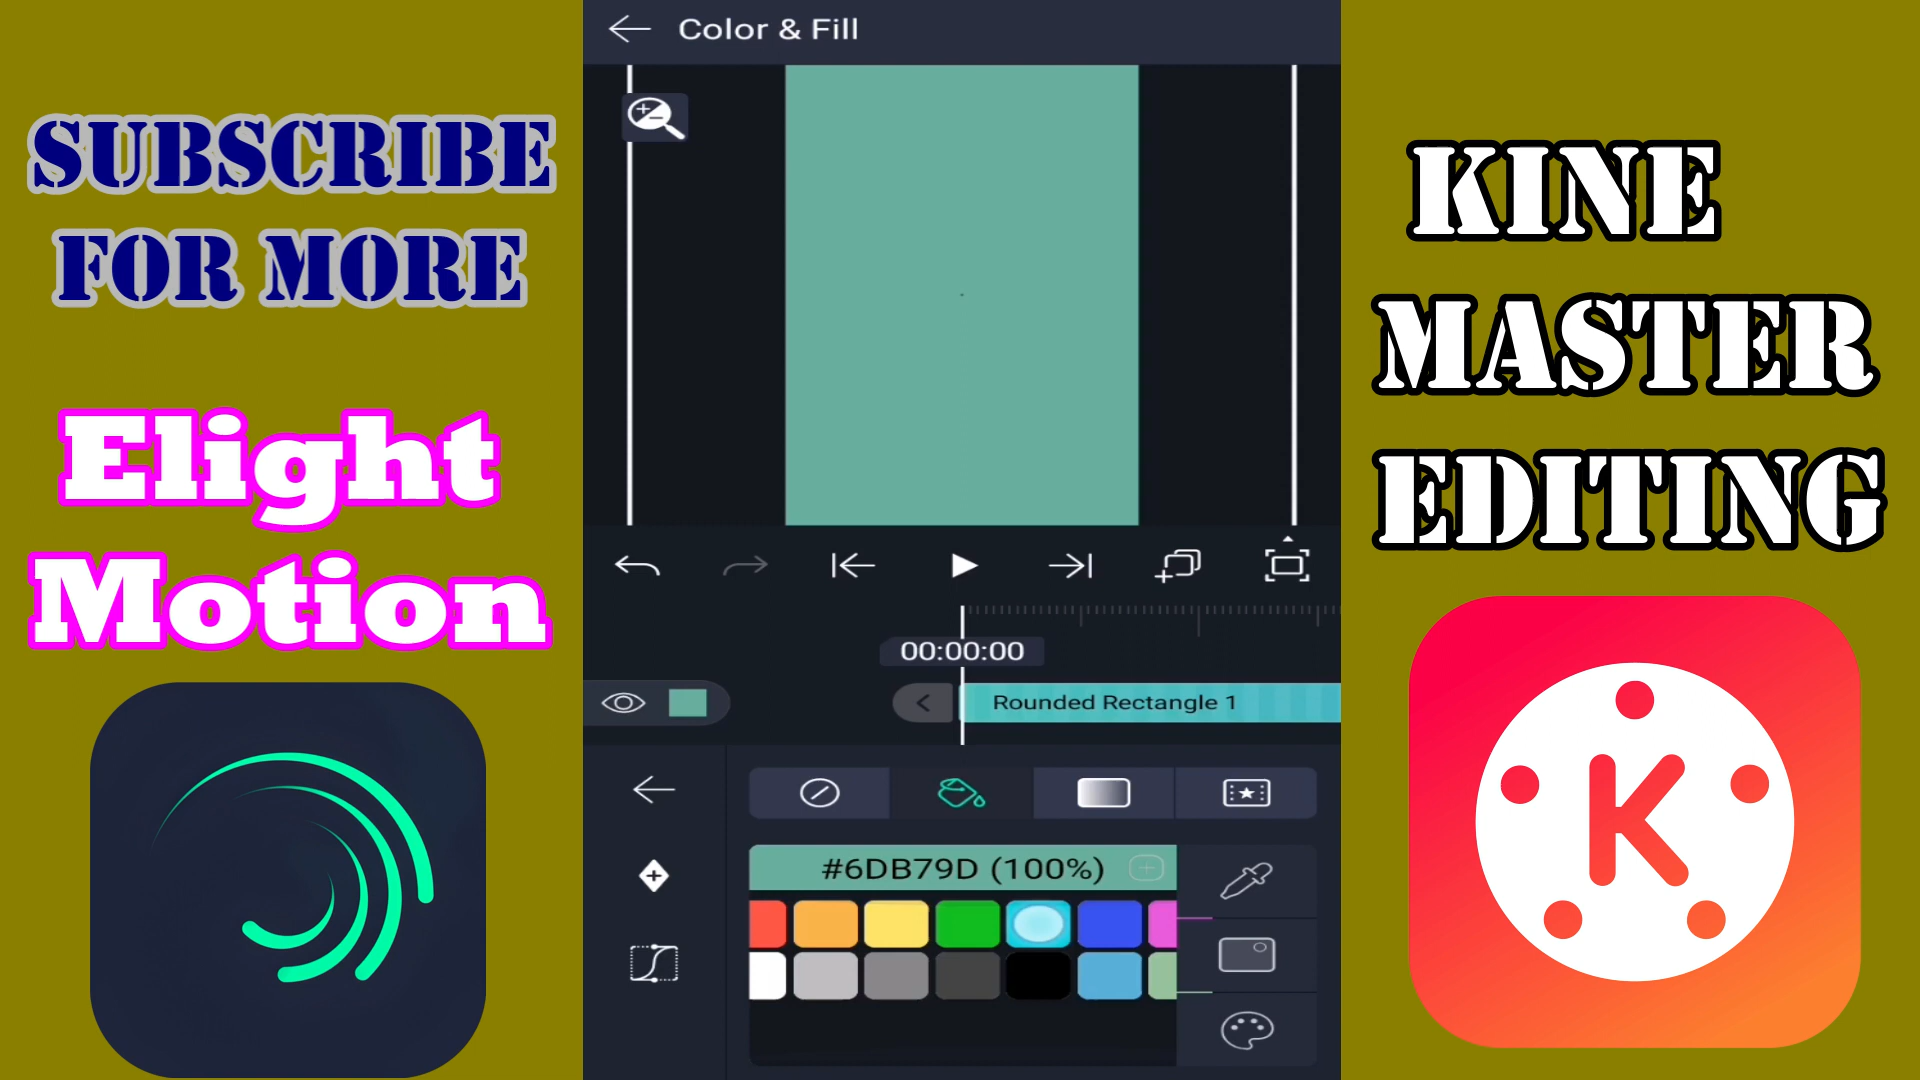 SUBSCRIBE
FOR MORE
Elight
Motion
Color & Fill
00:00:00
Rounded Rectangle 1
#6DB79D (100%)
KINE
MASTER
EDITING
K